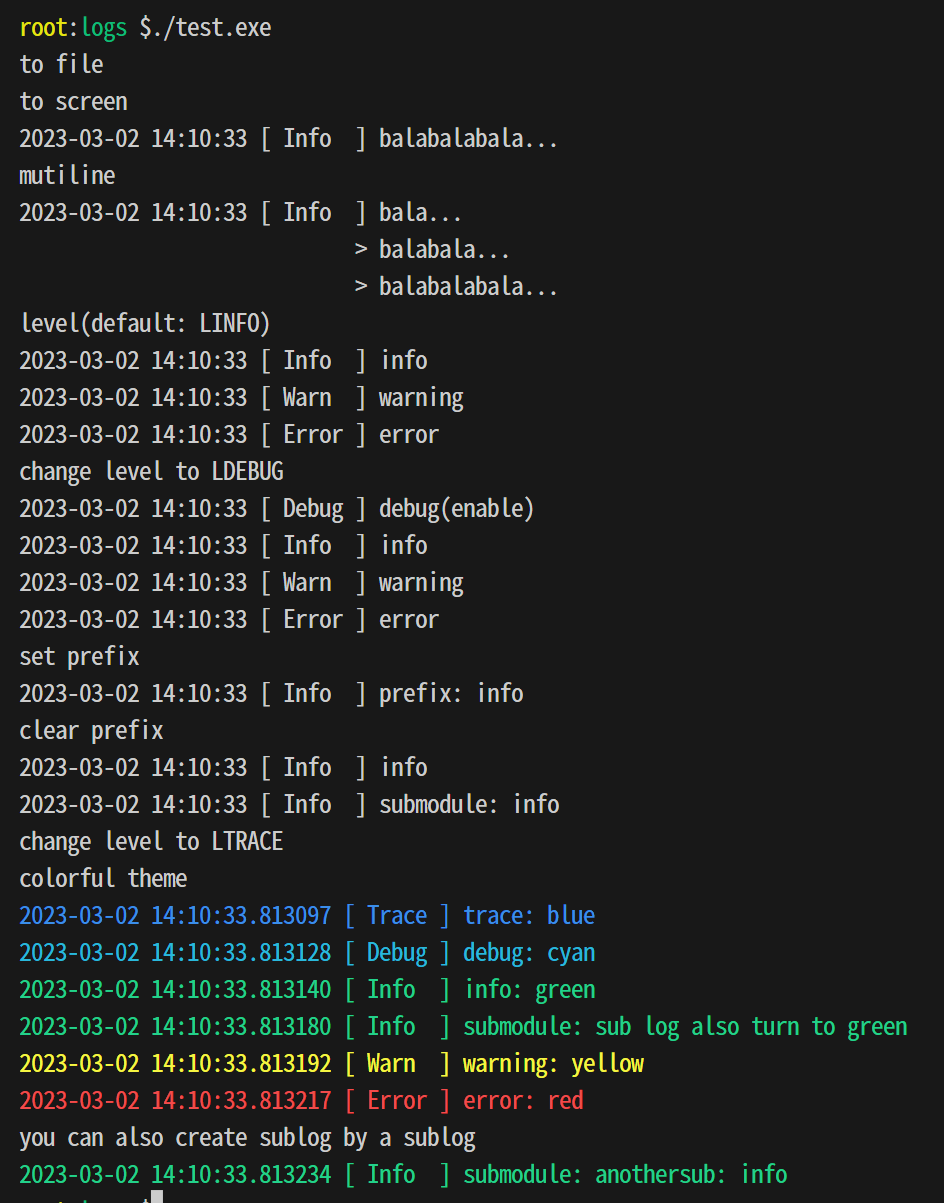 root:logs $./test.exe
to file
to screen
2023-03-02 14:10:33 [ Info  ] balabalabala...
mutiline
2023-03-02 14:10:33 [ Info  ] bala...
                            > balabala...
                            > balabalabala...
level(default: LINFO)
2023-03-02 14:10:33 [ Info  ] info
2023-03-02 14:10:33 [ Warn  ] warning
2023-03-02 14:10:33 [ Error ] error
change level to LDEBUG
2023-03-02 14:10:33 [ Debug ] debug(enable)
2023-03-02 14:10:33 [ Info  ] info
2023-03-02 14:10:33 [ Warn  ] warning
2023-03-02 14:10:33 [ Error ] error
set prefix
2023-03-02 14:10:33 [ Info  ] prefix: info
clear prefix
2023-03-02 14:10:33 [ Info  ] info
2023-03-02 14:10:33 [ Info  ] submodule: info
change level to LTRACE
colorful theme
2023-03-02 14:10:33.813097 [ Trace ] trace: blue
2023-03-02 14:10:33.813128 [ Debug ] debug: cyan
2023-03-02 14:10:33.813140 [ Info  ] info: green
2023-03-02 14:10:33.813180 [ Info  ] submodule: sub log also turn to green
2023-03-02 14:10:33.813192 [ Warn  ] warning: yellow
2023-03-02 14:10:33.813217 [ Error ] error: red
you can also create sublog by a sublog
2023-03-02 14:10:33.813234 [ Info  ] submodule: anothersub: info